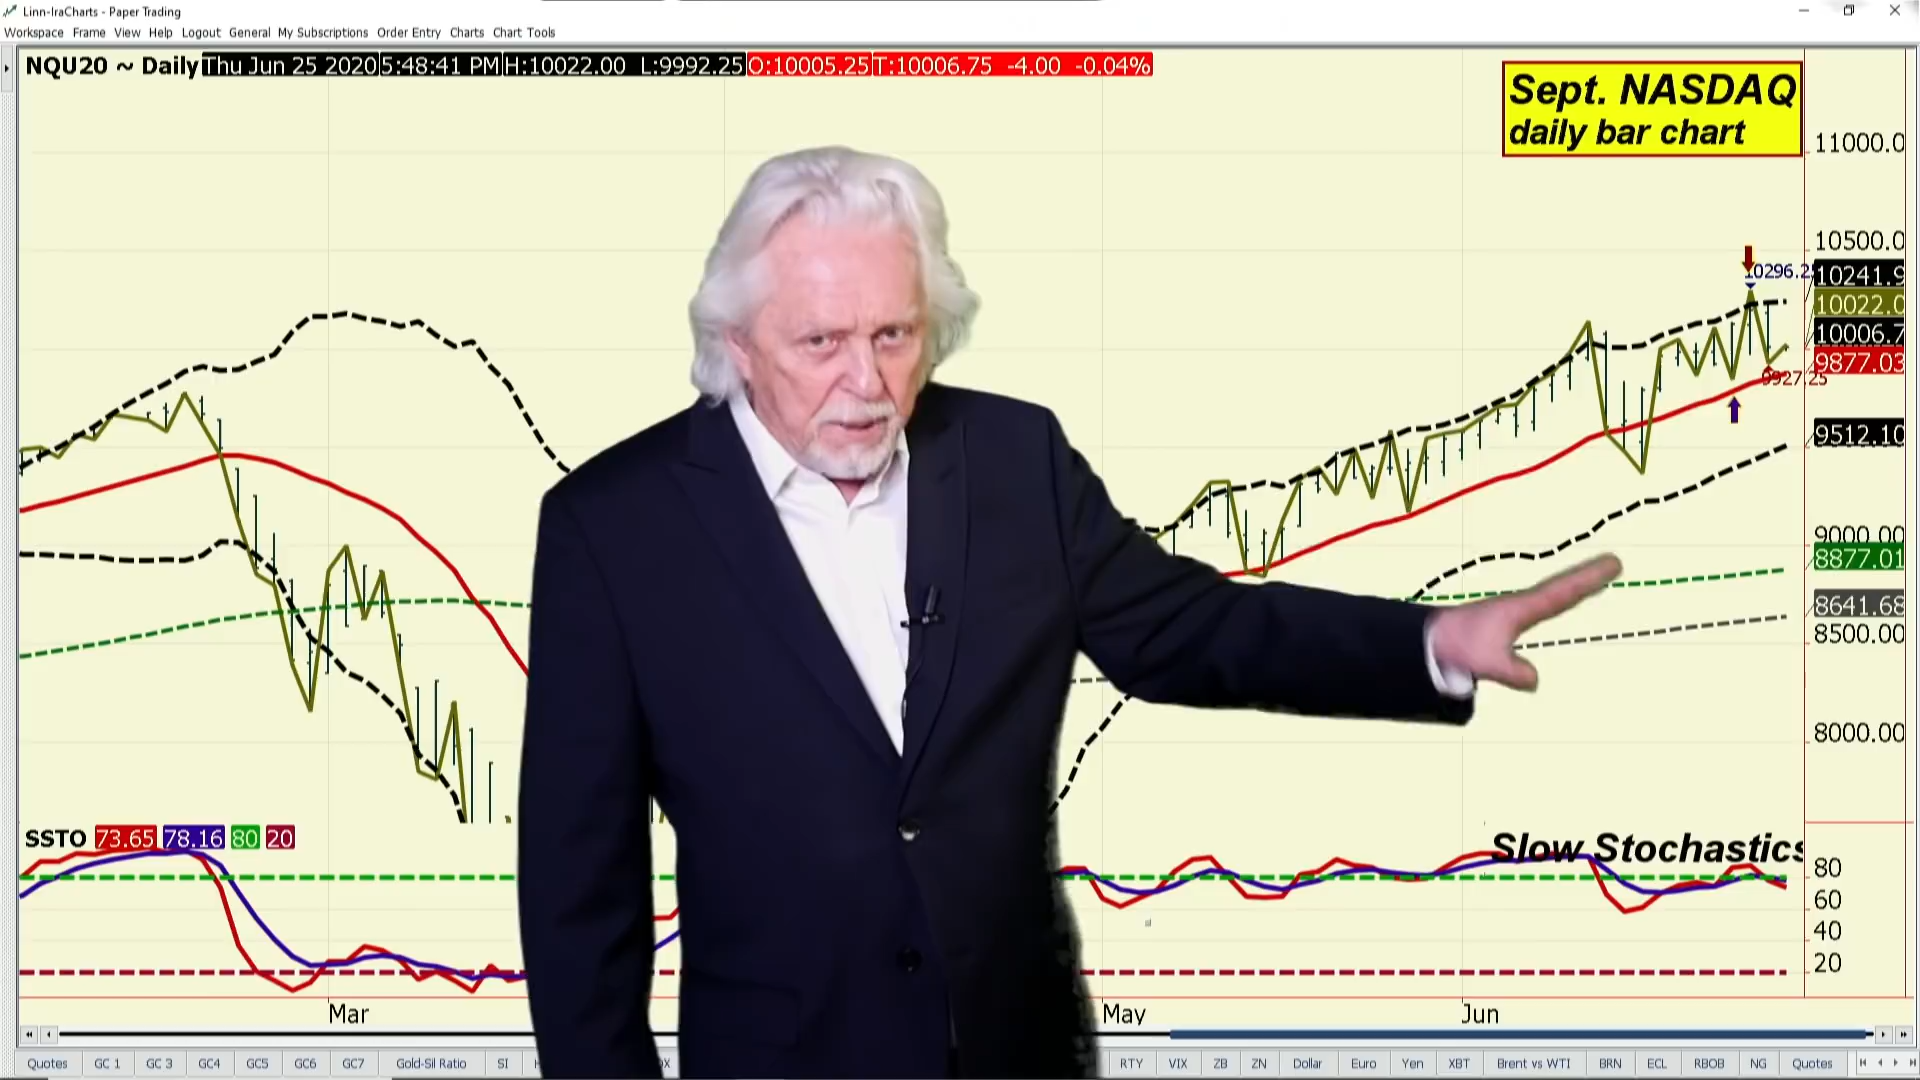 Linn-IraCharts - Paper Trading
Workspace Frame View Help Logout General My Subscriptions Order Entry Charts Chart Tools
NQU20 ~ Daily Thu Jun 25 2020 5:48:41 PM H:10022.00 L:9992.25 O:10005.25 T:10006.75 -4.00 -0.04%
Sept. NASDAQ
daily bar chart
11000.0
10500.0
10296.2
10241.9
10022.0
10006.7
9877.03
9927.25
9512.10
9000.00
8877.01
8641.68
8500.00
8000.00
SSTO 73.65 78.16 80 20
Slow Stochastics
80
60
40
20
Mar May Jun
Quotes GC 1 GC 3 GC4 GC5 GC6 GC7 Gold-Sil Ratio SI RTY VIX ZB ZN Dollar Euro Yen XBT Brent vs WTI BRN ECL RBOB NG Quotes